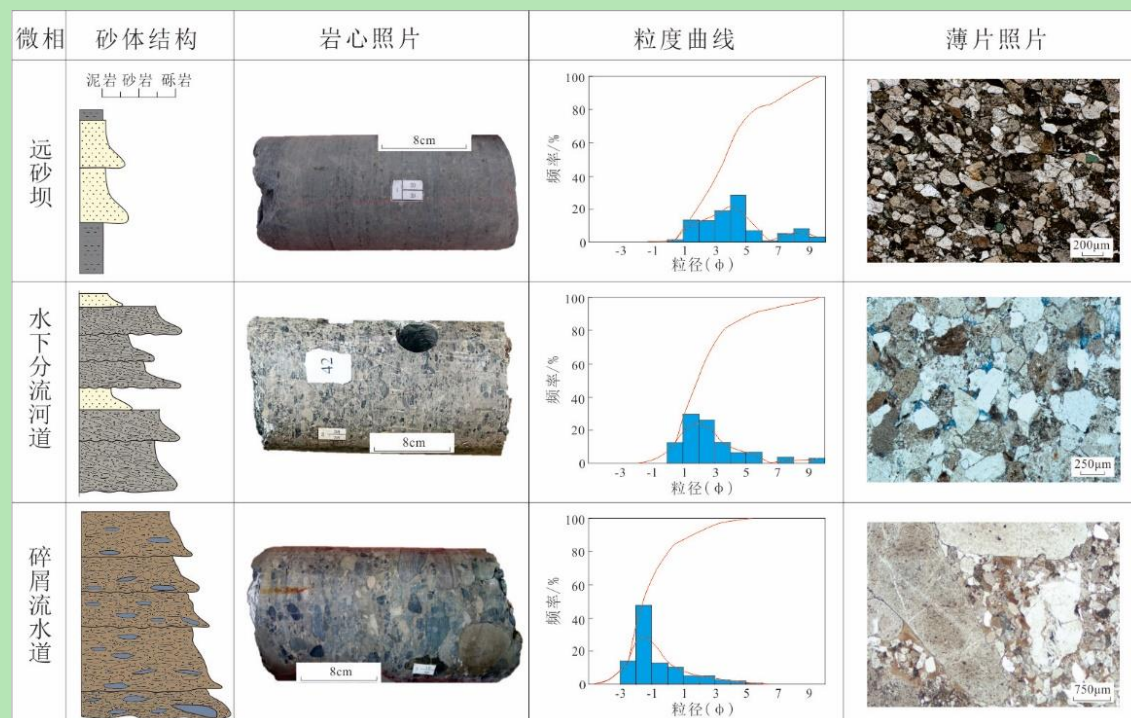 微相
砂体结构
岩心照片
粒度曲线
薄片照片
远砂坝
泥岩 砂岩 砾岩
8cm
100
80
60
40
20
0
频率/%
-3 -1 1 3 5 7 9
粒径(φ)
200μm
水下分流河道
42
8cm
100
80
60
40
20
0
频率/%
-3 -1 1 3 5 7 9
粒径(φ)
250μm
碎屑流水道
8cm
100
80
60
40
20
0
频率/%
-3 -1 1 3 5 7 9
粒径(φ)
750μm